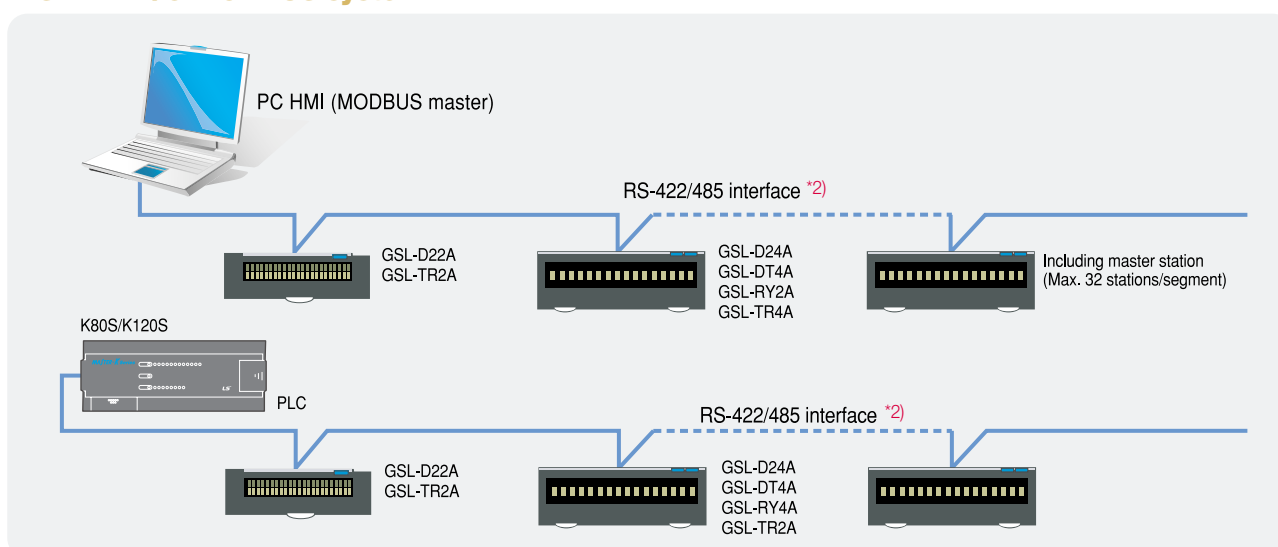 PC HMI (MODBUS master)
RS-422/485 interface *2)
GSL-D22A
GSL-TR2A
GSL-D24A
GSL-DT4A
GSL-RY2A
GSL-TR4A
Including master station
(Max. 32 stations/segment)
K80S/K120S
LS
PLC
RS-422/485 interface *2)
GSL-D22A
GSL-TR2A
GSL-D24A
GSL-DT4A
GSL-RY4A
GSL-TR2A